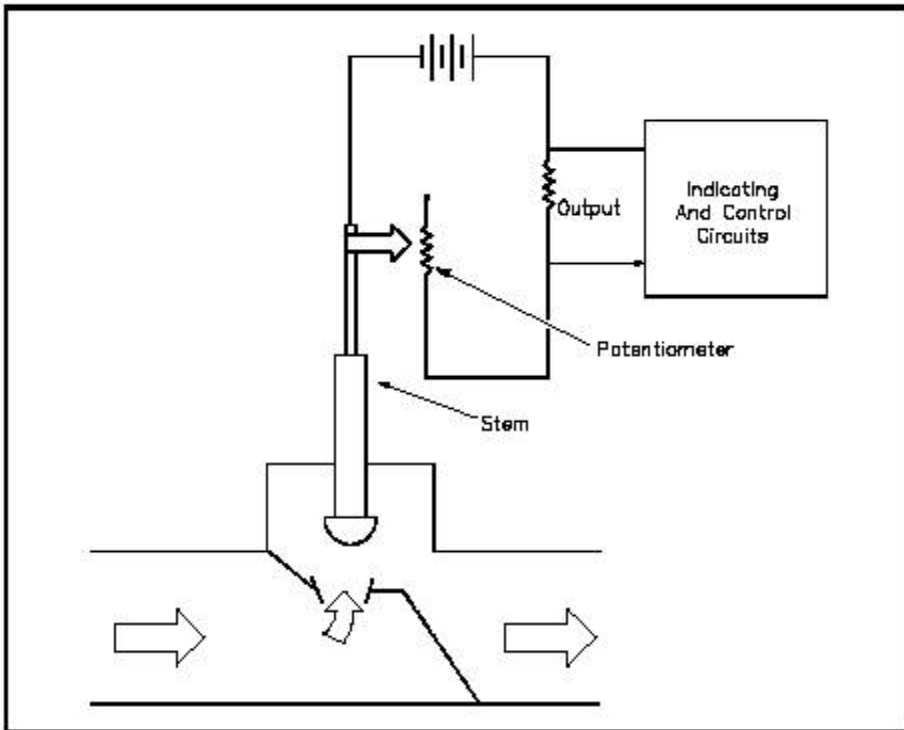 Indicating
And Control
Circuits
Output
Potentiometer
Stem